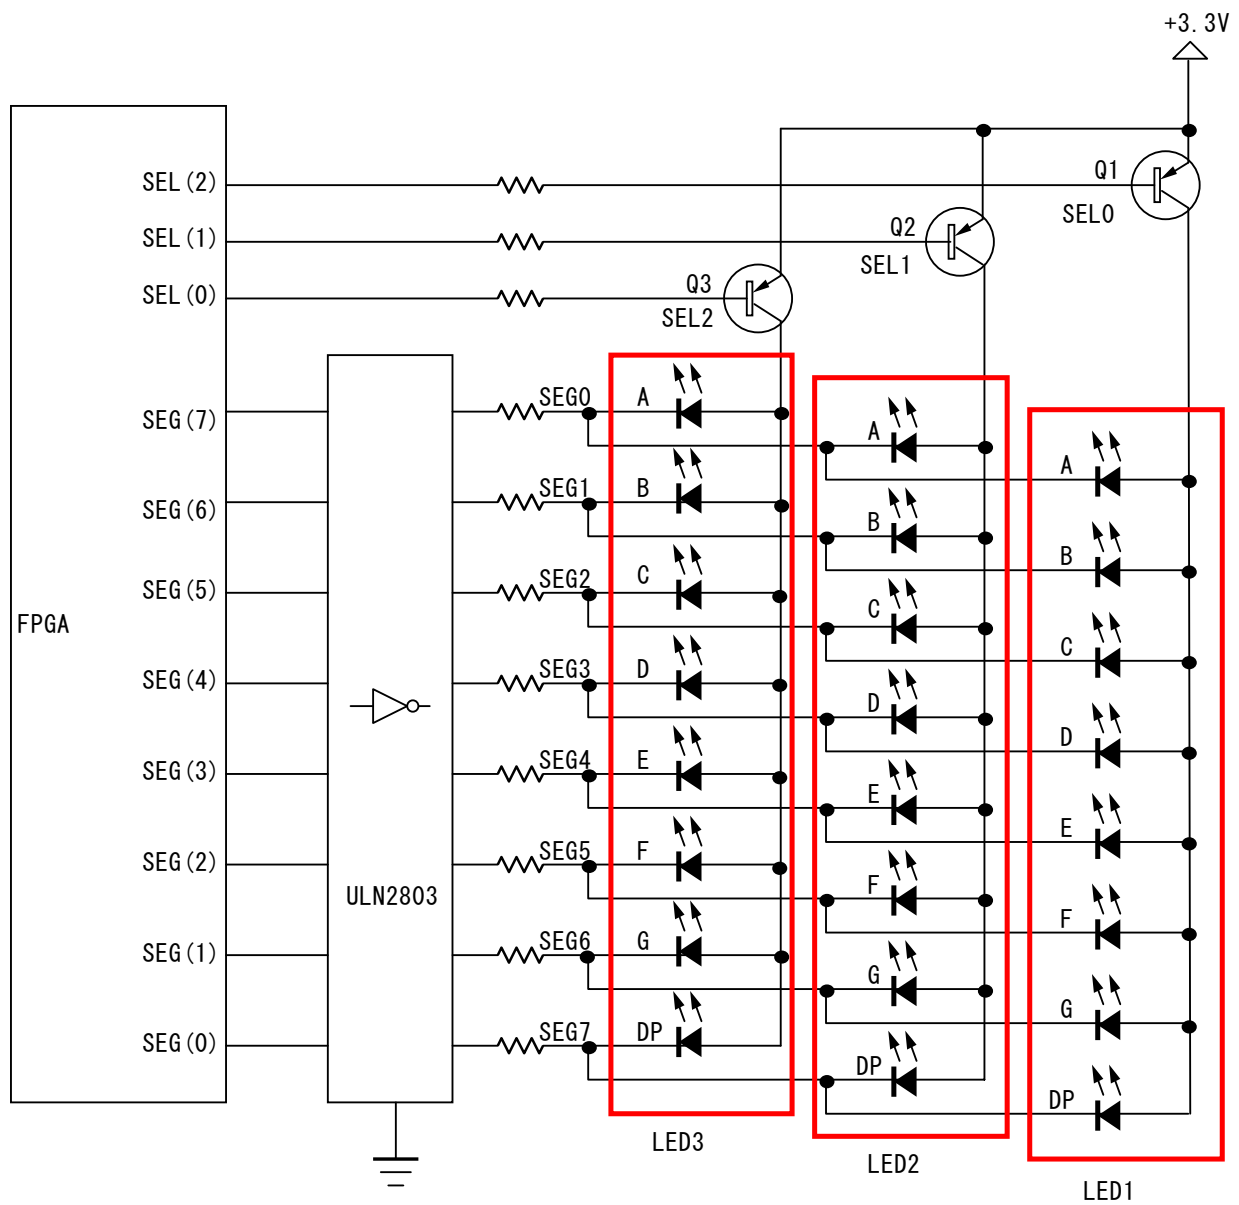 +3.3V
SEL(2)
Q1
SEL0
SEL(1)
Q2
SEL1
SEL(0)
Q3
SEL2
SEG(7)
SEG0
A
A
A
SEG(6)
SEG1
B
B
B
SEG(5)
SEG2
C
C
C
FPGA
SEG(4)
SEG3
D
D
D
SEG(3)
SEG4
E
E
E
SEG(2)
SEG5
F
F
F
ULN2803
SEG(1)
SEG6
G
G
G
SEG(0)
SEG7
DP
DP
DP
LED3
LED2
LED1